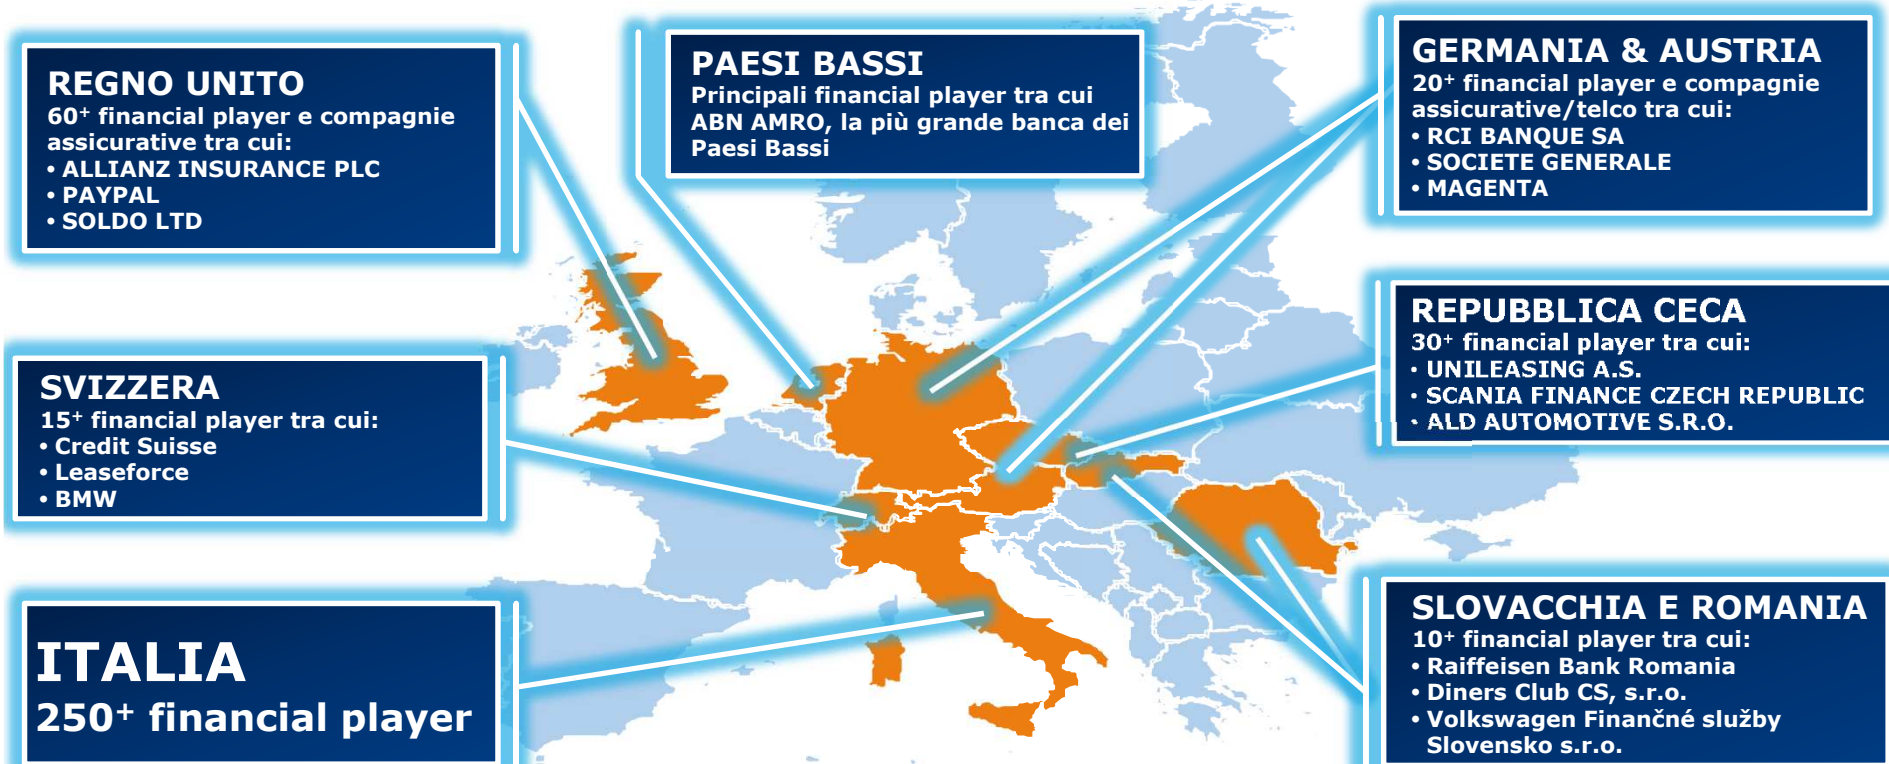 REGNO UNITO
60+ financial player e compagnie
assicurative tra cui:
• ALLIANZ INSURANCE PLC
• PAYPAL
• SOLDO LTD
PAESI BASSI
Principali financial player tra cui
ABN AMRO, la più grande banca dei
Paesi Bassi
GERMANIA & AUSTRIA
20+ financial player e compagnie
assicurative/telco tra cui:
• RCI BANQUE SA
• SOCIETE GENERALE
• MAGENTA
SVIZZERA
15+ financial player tra cui:
• Credit Suisse
• Leaseforce
• BMW
REPUBBLICA CECA
30+ financial player tra cui:
• UNILEASING A.S.
• SCANIA FINANCE CZECH REPUBLIC
• ALD AUTOMOTIVE S.R.O.
ITALIA
250+ financial player
SLOVACCHIA E ROMANIA
10+ financial player tra cui:
• Raiffeisen Bank Romania
• Diners Club CS, s.r.o.
• Volkswagen Finančné služby
Slovensko s.r.o.